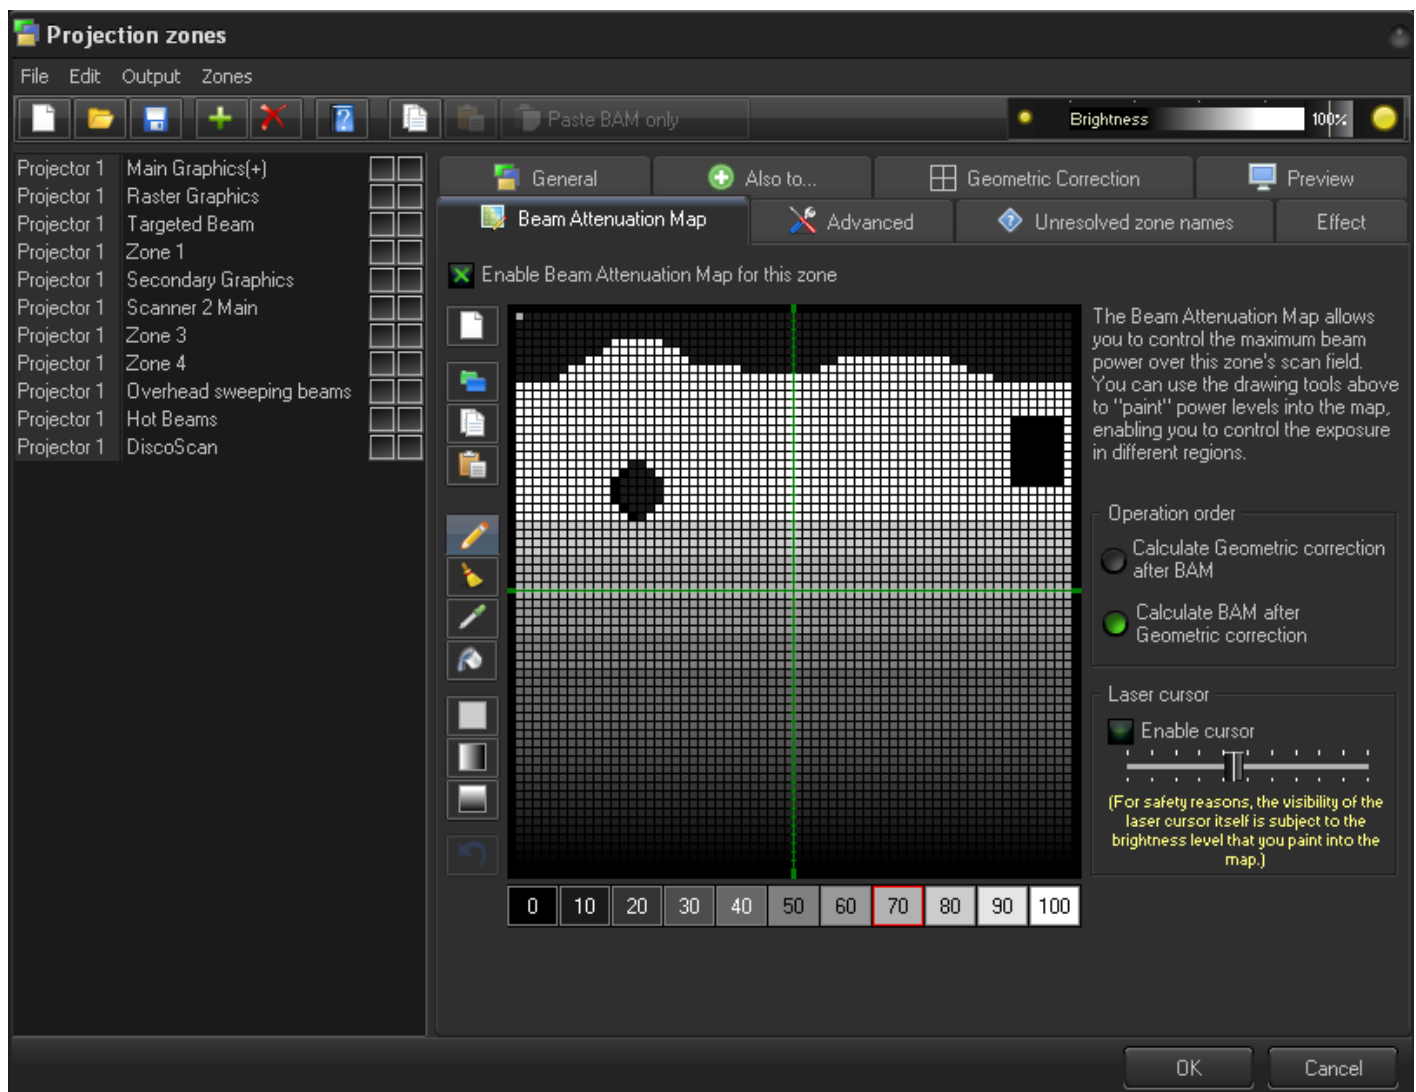 Projection zones
File Edit Output Zones
Paste BAM only
Brightness 100%
Projector 1 Main Graphics(+)
Projector 1 Raster Graphics
Projector 1 Targeted Beam
Projector 1 Zone 1
Projector 1 Secondary Graphics
Projector 1 Scanner 2 Main
Projector 1 Zone 3
Projector 1 Zone 4
Projector 1 Overhead sweeping beams
Projector 1 Hot Beams
Projector 1 DiscoScan
General Also to... Geometric Correction Preview
Beam Attenuation Map Advanced Unresolved zone names Effect
Enable Beam Attenuation Map for this zone
The Beam Attenuation Map allows
you to control the maximum beam
power over this zone's scan field.
You can use the drawing tools above
to "paint" power levels into the map,
enabling you to control the exposure
in different regions.
Operation order
Calculate Geometric correction
after BAM
Calculate BAM after
Geometric correction
Laser cursor
Enable cursor
(For safety reasons, the visibility of the
laser cursor itself is subject to the
brightness level that you paint into the
map.)
0 10 20 30 40 50 60 70 80 90 100
OK Cancel